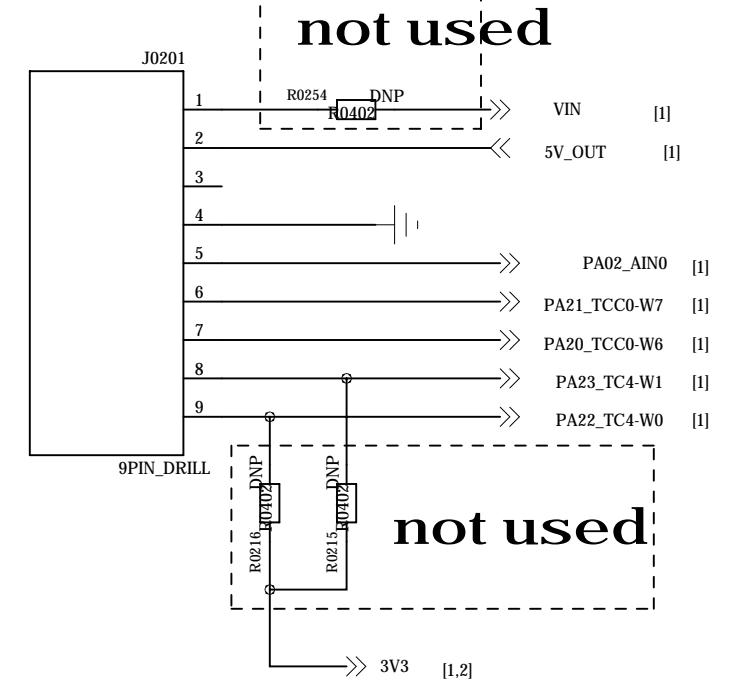 not used
J0201
1 R0254 DNP R0402 VIN [1]
2 5V_OUT [1]
3
4
5 PA02_AIN0 [1]
6 PA21_TCC0-W7 [1]
7 PA20_TCC0-W6 [1]
8 PA23_TC4-W1 [1]
9 PA22_TC4-W0 [1]
9PIN_DRILL
DNP R0402 R0216
DNP R0402 R0215
not used
3V3 [1,2]